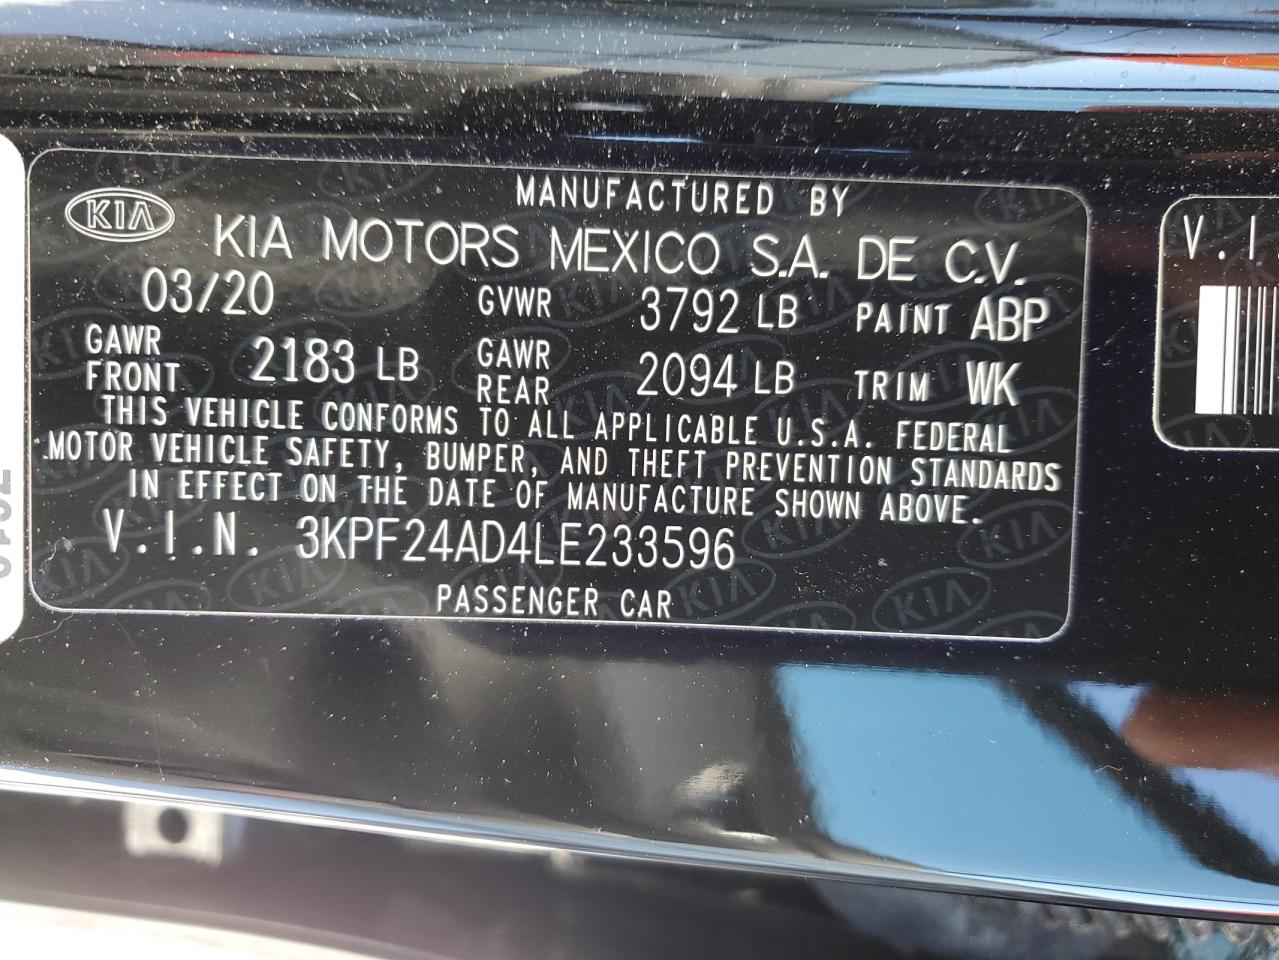 MANUFACTURED BY
KIA
KIA MOTORS MEXICO S.A. DE C.V.
03/20 GVWR 3792 LB PAINT ABP
GAWR FRONT 2183 LB GAWR REAR 2094 LB TRIM WK
THIS VEHICLE CONFORMS TO ALL APPLICABLE U.S.A. FEDERAL
MOTOR VEHICLE SAFETY, BUMPER, AND THEFT PREVENTION STANDARDS
IN EFFECT ON THE DATE OF MANUFACTURE SHOWN ABOVE.
V.I.N. 3KPF24AD4LE233596
PASSENGER CAR
V.I.